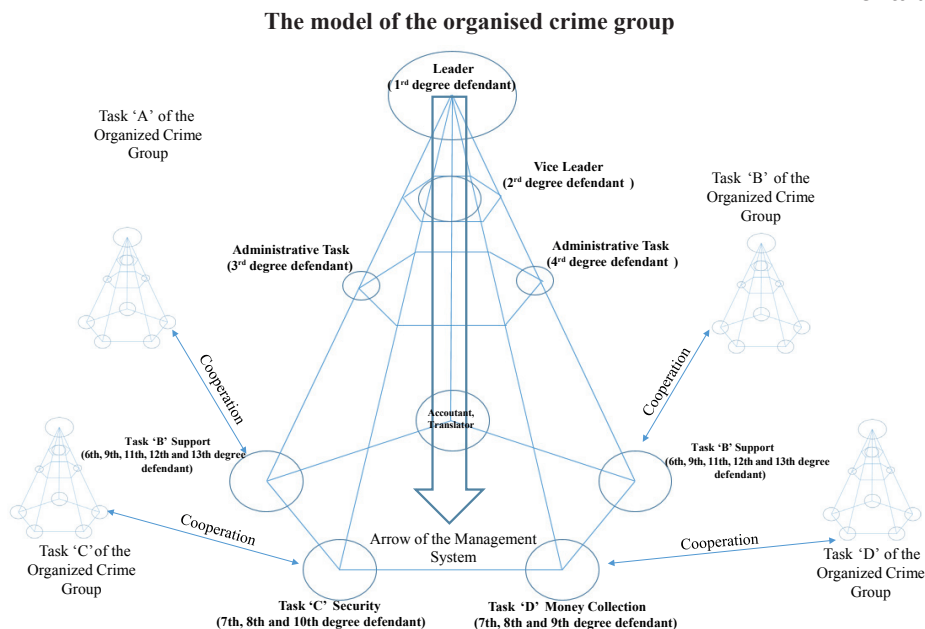 The model of the organised crime group
Leader
(1rd degree defendant)
Task ‘A’ of the
Organized Crime
Group
Vice Leader
(2rd degree defendant )
Task ‘B’ of the
Organized Crime
Group
Administrative Task
(3rd degree defendant)
Administrative Task
(4rd degree defendant )
Cooperation
Cooperation
Accoutant,
Translator
Task ‘B’ Support
(6th, 9th, 11th, 12th and 13th degree
defendant)
Task ‘B’ Support
(6th, 9th, 11th, 12th and 13th degree
defendant)
Cooperation
Arrow of the Management
System
Cooperation
Task ‘C’ of the
Organized Crime
Group
Task ‘D’ of the
Organized Crime
Group
Task ‘C’ Security
(7th, 8th and 10th degree defendant)
Task ‘D’ Money Collection
(7th, 8th and 9th degree defendant)